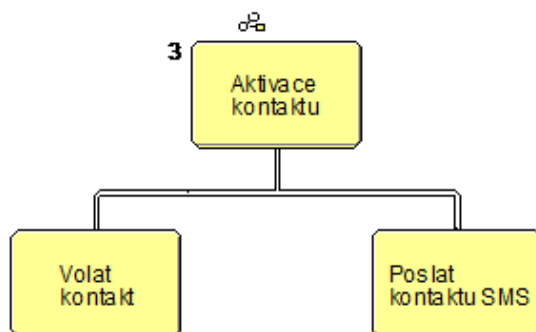 3
Aktivace
kontaktu
Volat
kontakt
Poslat
kontaktu SMS